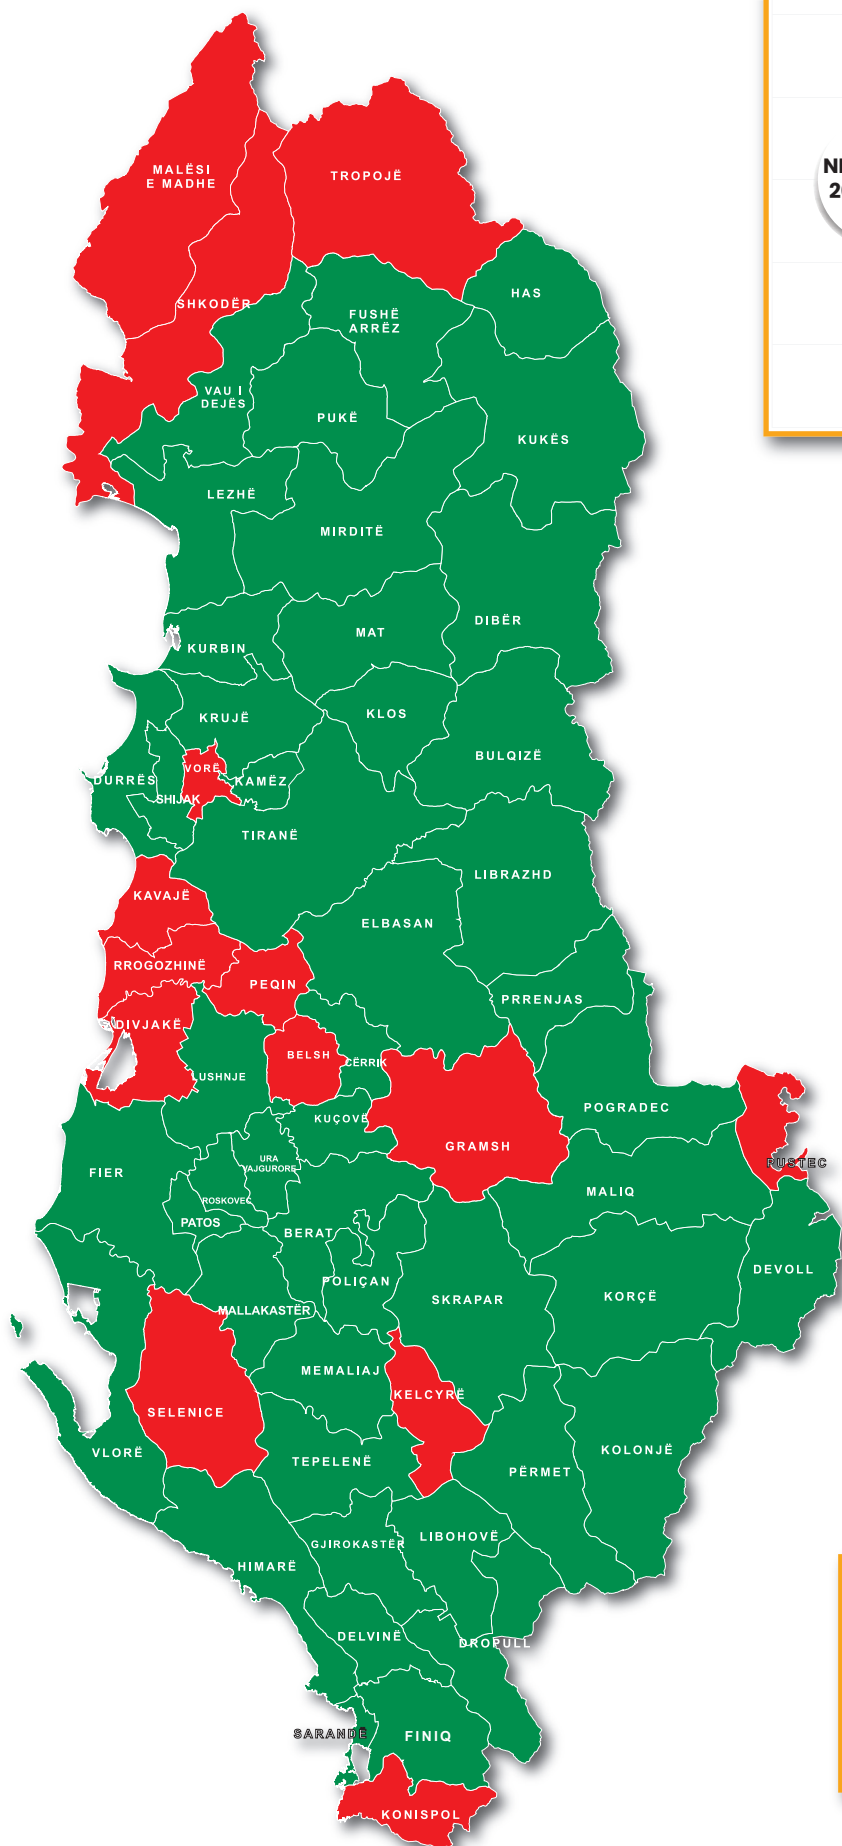 MALËSI
E MADHE
TROPOJË
SHKODËR
HAS
FUSHË
ARRËZ
VAU I
DEJËS
PUKË
KUKËS
LEZHË
MIRDITË
DIBËR
MAT
KURBIN
KLOS
KRUJË
BULQIZË
VORË
DURRËS
KAMËZ
SHIJAK
TIRANË
LIBRAZHD
KAVAJË
ELBASAN
RROGOZHINË
PEQIN
PRRENJAS
DIVJAKË
BELSH
CËRRIK
LUSHNJE
POGRADEC
KUÇOVË
GRAMSH
URA
VAJGURORE
PUSTEC
FIER
MALIQ
ROSKOVEC
PATOS
BERAT
DEVOLL
POLIÇAN
KORÇË
SKRAPAR
MALLAKASTËR
MEMALIAJ
KELCYRË
SELENICE
VLORË
KOLONJË
TEPELENË
PËRMET
LIBOHOVË
GJIROKASTËR
HIMARË
DELVINË
DROPULL
SARANDË
FINIQ
KONISPOL